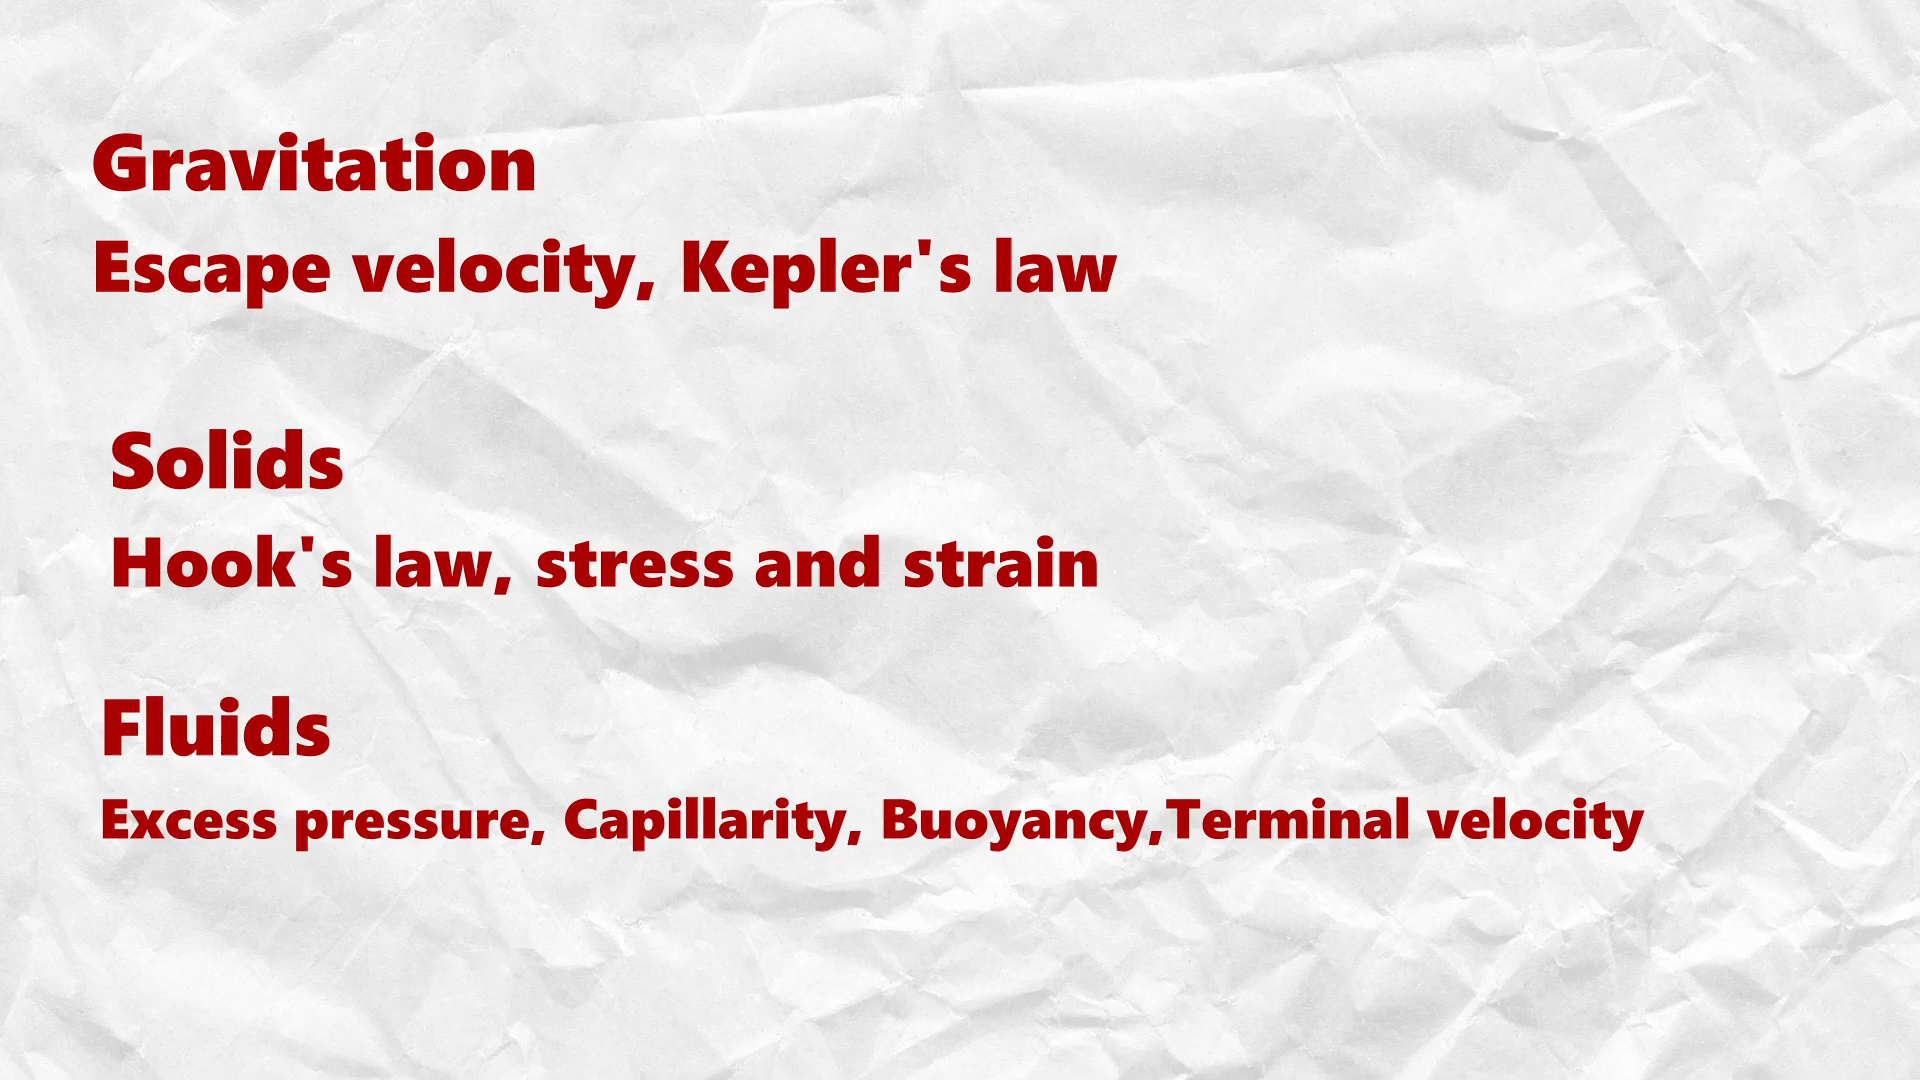 Gravitation
Escape velocity, Kepler's law
Solids
Hook's law, stress and strain
Fluids
Excess pressure, Capillarity, Buoyancy,Terminal velocity